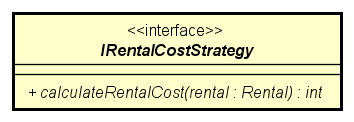 <<interface>>
IRentalCostStrategy
+ calculateRentalCost(rental : Rental) : int